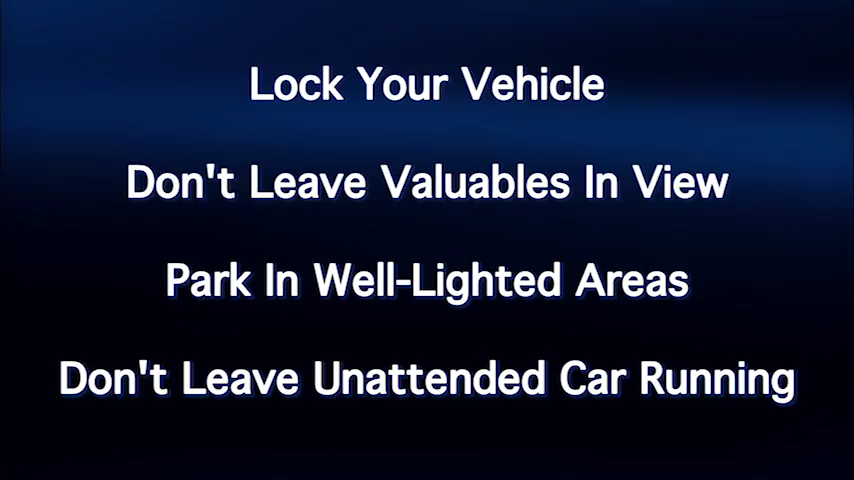 Lock Your Vehicle
Don't Leave Valuables In View
Park In Well-Lighted Areas
Don't Leave Unattended Car Running